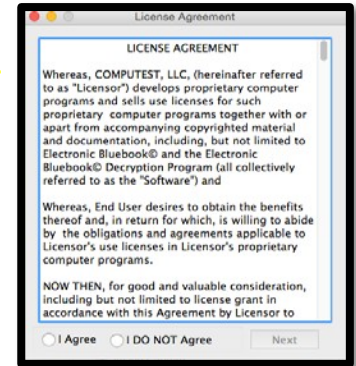 License Agreement
LICENSE AGREEMENT
Whereas, COMPUTEST, LLC, (hereinafter referred
to as "Licensor") develops proprietary computer
programs and sells use licenses for such
proprietary computer programs together with or
apart from accompanying copyrighted material
and documentation, including, but not limited to
Electronic Bluebook© and the Electronic
Bluebook© Decryption Program (all collectively
referred to as the "Software") and
Whereas, End User desires to obtain the benefits
thereof and, in return for which, is willing to abide
by the obligations and agreements applicable to
Licensor's use licenses in Licensor's proprietary
computer programs.
NOW THEN, for good and valuable consideration,
including but not limited to license grant in
accordance with this Agreement by Licensor to
I Agree I DO NOT Agree Next